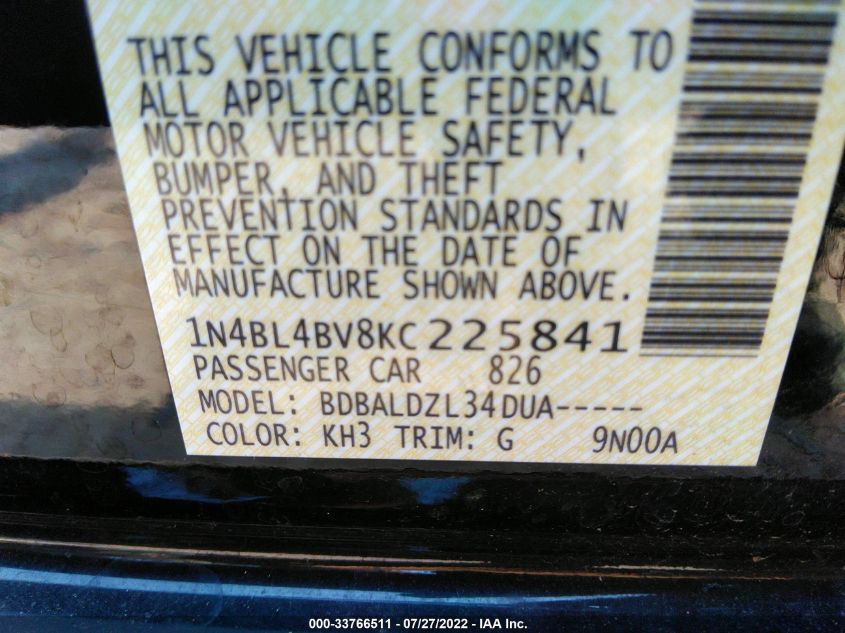 THIS VEHICLE CONFORMS TO
ALL APPLICABLE FEDERAL
MOTOR VEHICLE SAFETY,
BUMPER, AND THEFT
PREVENTION STANDARDS IN
EFFECT ON THE DATE OF
MANUFACTURE SHOWN ABOVE.
1N4BL4BV8KC225841
PASSENGER CAR 826
MODEL: BDBALDZL34DUA-----
COLOR: KH3 TRIM: G 9N00A
000-33766511 - 07/27/2022 - IAA Inc.